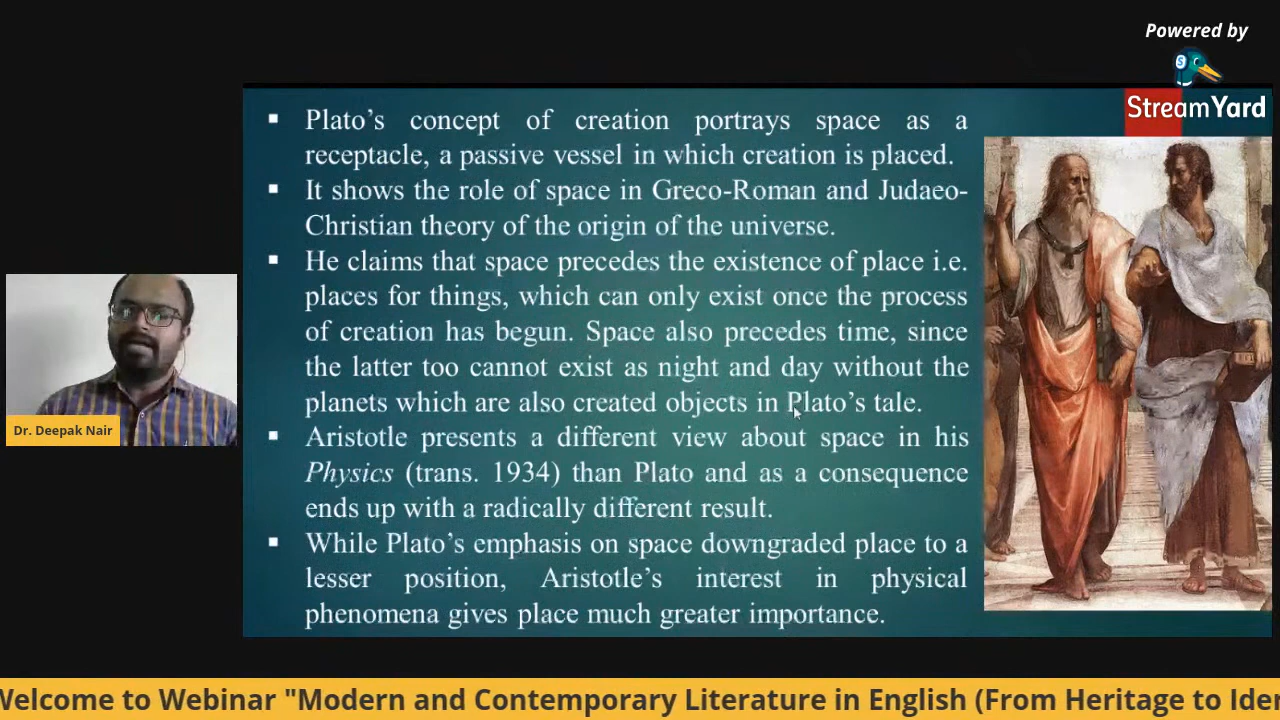 Powered by
StreamYard
Plato’s concept of creation portrays space as a
receptacle, a passive vessel in which creation is placed.
It shows the role of space in Greco-Roman and Judaeo-
Christian theory of the origin of the universe.
He claims that space precedes the existence of place i.e.
places for things, which can only exist once the process
of creation has begun. Space also precedes time, since
the latter too cannot exist as night and day without the
planets which are also created objects in Plato’s tale.
Aristotle presents a different view about space in his
Physics (trans. 1934) than Plato and as a consequence
ends up with a radically different result.
While Plato’s emphasis on space downgraded place to a
lesser position, Aristotle’s interest in physical
phenomena gives place much greater importance.
Dr. Deepak Nair
Welcome to Webinar "Modern and Contemporary Literature in English (From Heritage to Iden